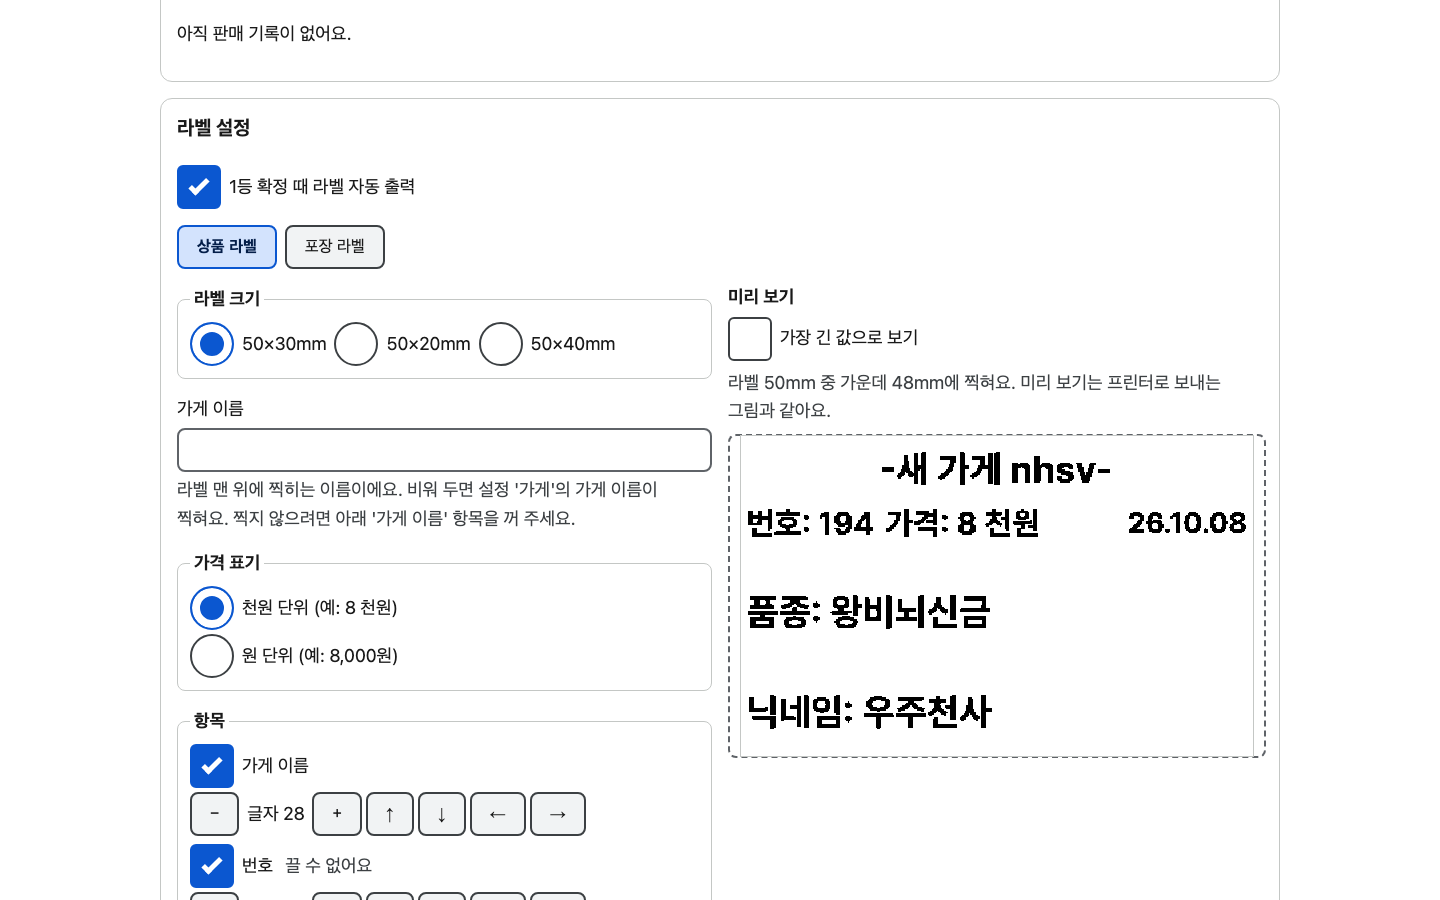 아직 판매 기록이 없어요.
라벨 설정
1등 확정 때 라벨 자동 출력
상품 라벨
포장 라벨
라벨 크기
50×30mm
50×20mm
50×40mm
가게 이름
라벨 맨 위에 찍히는 이름이에요. 비워 두면 설정 '가게'의 가게 이름이
찍혀요. 찍지 않으려면 아래 '가게 이름' 항목을 꺼 주세요.
가격 표기
천원 단위 (예: 8 천원)
원 단위 (예: 8,000원)
항목
가게 이름
−
글자 28
+
↑
↓
←
→
번호 끌 수 없어요
미리 보기
가장 긴 값으로 보기
라벨 50mm 중 가운데 48mm에 찍혀요. 미리 보기는 프린터로 보내는
그림과 같아요.
-새 가게 nhsv-
번호: 194 가격: 8 천원 26.10.08
품종: 왕비뇌신금
닉네임: 우주천사